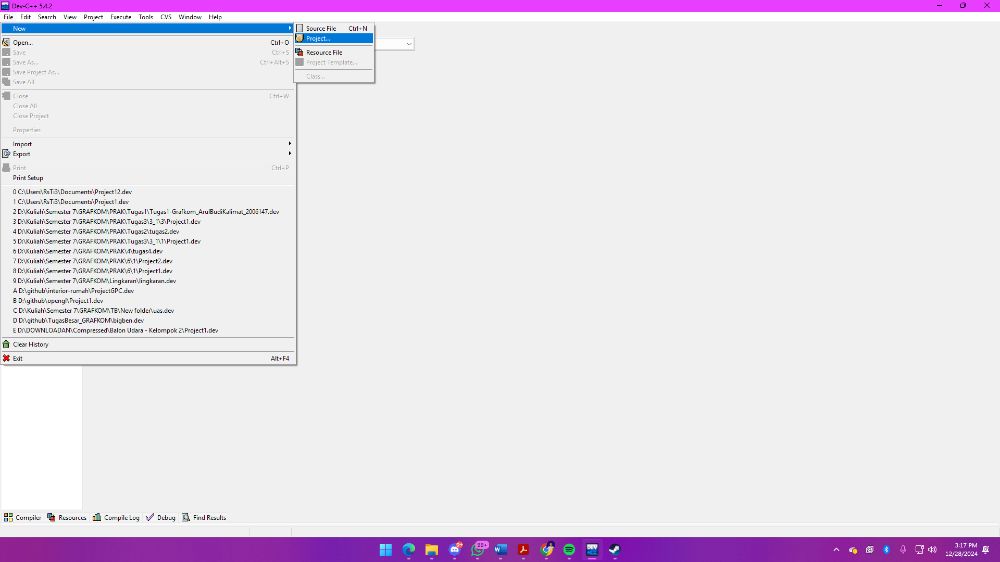 Dev-C++ 5.4.2
File Edit Search View Project Execute Tools CVS Window Help
New
Source File Ctrl+N
Project...
Resource File
Project Template...
Class...
Open... Ctrl+O
Save Ctrl+S
Save As... Ctrl+Alt+S
Save Project As...
Save All
Close Ctrl+W
Close All
Close Project
Properties
Import
Export
Print Ctrl+P
Print Setup
0 C:\Users\RsTi3\Documents\Project12.dev
1 C:\Users\RsTi3\Documents\Project1.dev
2 D:\Kuliah\Semester 7\GRAFKOM\PRAK\Tugas1\Tugas1-Grafkom_ArulBudiKalimat_2006147.dev
3 D:\Kuliah\Semester 7\GRAFKOM\PRAK\Tugas3\3_1\3\Project1.dev
4 D:\Kuliah\Semester 7\GRAFKOM\PRAK\Tugas2\tugas2.dev
5 D:\Kuliah\Semester 7\GRAFKOM\PRAK\Tugas3\3_1\1\Project1.dev
6 D:\Kuliah\Semester 7\GRAFKOM\PRAK\4\tugas4.dev
7 D:\Kuliah\Semester 7\GRAFKOM\PRAK\6\1\Project2.dev
8 D:\Kuliah\Semester 7\GRAFKOM\PRAK\6\1\Project1.dev
9 D:\Kuliah\Semester 7\GRAFKOM\Lingkaran\lingkaran.dev
A D:\github\interior-rumah\ProjectGPC.dev
B D:\github\opengl\Project1.dev
C D:\Kuliah\Semester 7\GRAFKOM\TB\New folder\uas.dev
D D:\github\TugasBesar_GRAFKOM\bigben.dev
E D:\DOWNLOADAN\Compressed\Balon Udara - Kelompok 2\Project1.dev
Clear History
Exit Alt+F4
Compiler Resources Compile Log Debug Find Results
9+ 99+ DEV
3:17 PM
12/28/2024